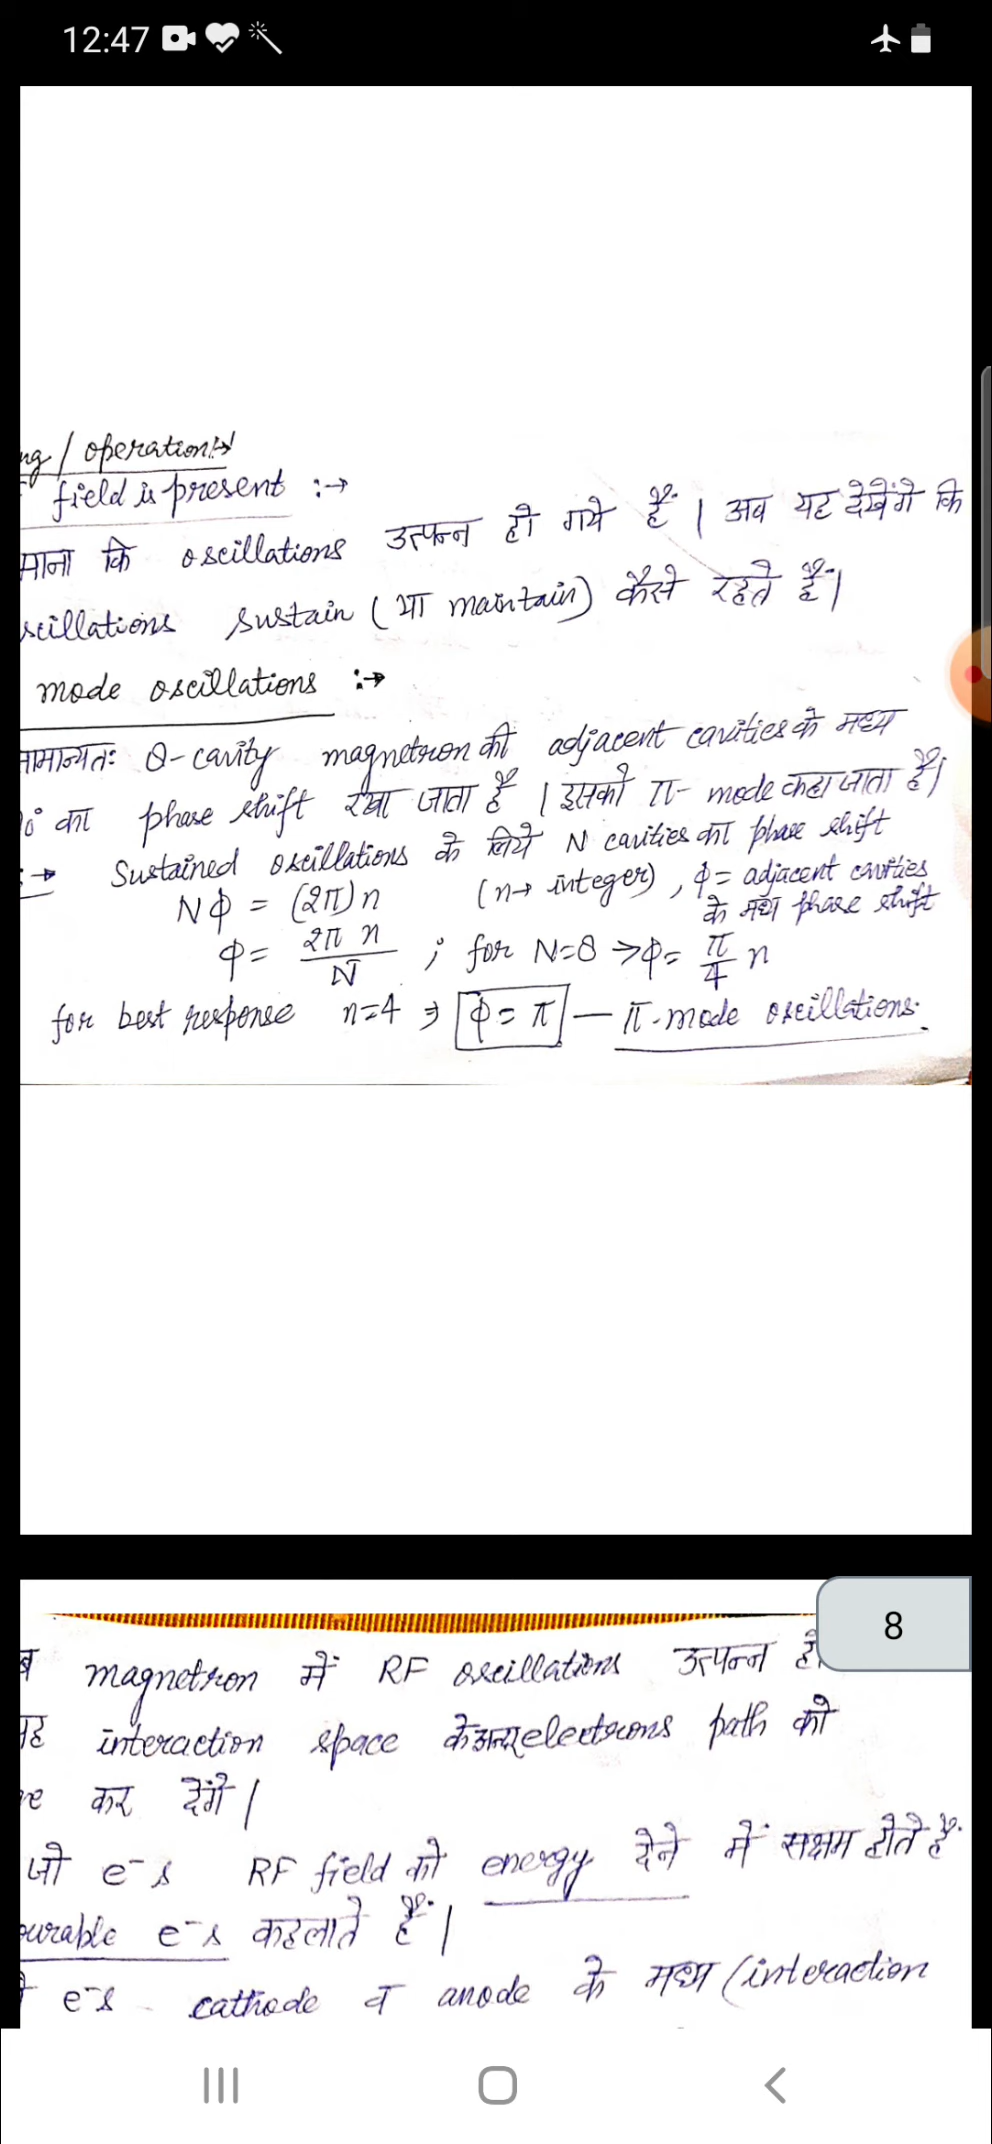 12:47
ng / operation :→
field is present :→
माना कि oscillations उत्पन्न हो गये हैं | अब यह देखेंगे कि
scillations sustain (या maintain) कैसे रहते हैं|
mode oscillations :→
सामान्यतः 8-cavity magnetron की adjacent cavities के मध्य
0° का phase shift रखा जाता है | इसको π- mode कहा जाता है|
:→ Sustained oscillations के लिये N cavities का phase shift
Nϕ = (2π)n (n→ integer), ϕ= adjacent cavities
के मध्य phase shift
ϕ= 2π n / N ; for N=8 ⇒ϕ= π/4 n
for best response n=4 ⇒ ϕ= π — π-mode oscillations.
8
ब magnetron में RF oscillations उत्पन्न हो
यह interaction space के अन्दर electrons path को
ve कर देंगे |
जो e⁻s RF field को energy देने में सक्षम होते हैं
ourable e⁻s कहलाते हैं |
e⁻s cathode व anode के मध्य (interaction